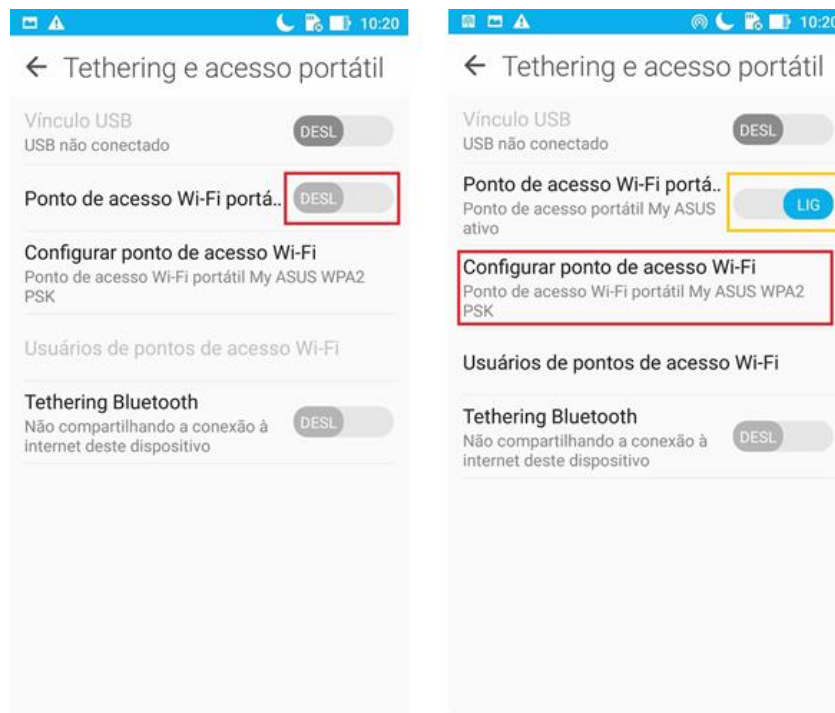 10:20
Tethering e acesso portátil
Vínculo USB
USB não conectado
DESL
Ponto de acesso Wi-Fi portá..
DESL
Configurar ponto de acesso Wi-Fi
Ponto de acesso Wi-Fi portátil My ASUS WPA2
PSK
Usuários de pontos de acesso Wi-Fi
Tethering Bluetooth
Não compartilhando a conexão à
internet deste dispositivo
DESL
10:20
Tethering e acesso portátil
Vínculo USB
USB não conectado
DESL
Ponto de acesso Wi-Fi portá..
Ponto de acesso portátil My ASUS
ativo
LIG
Configurar ponto de acesso Wi-Fi
Ponto de acesso Wi-Fi portátil My ASUS WPA2
PSK
Usuários de pontos de acesso Wi-Fi
Tethering Bluetooth
Não compartilhando a conexão à
internet deste dispositivo
DESL